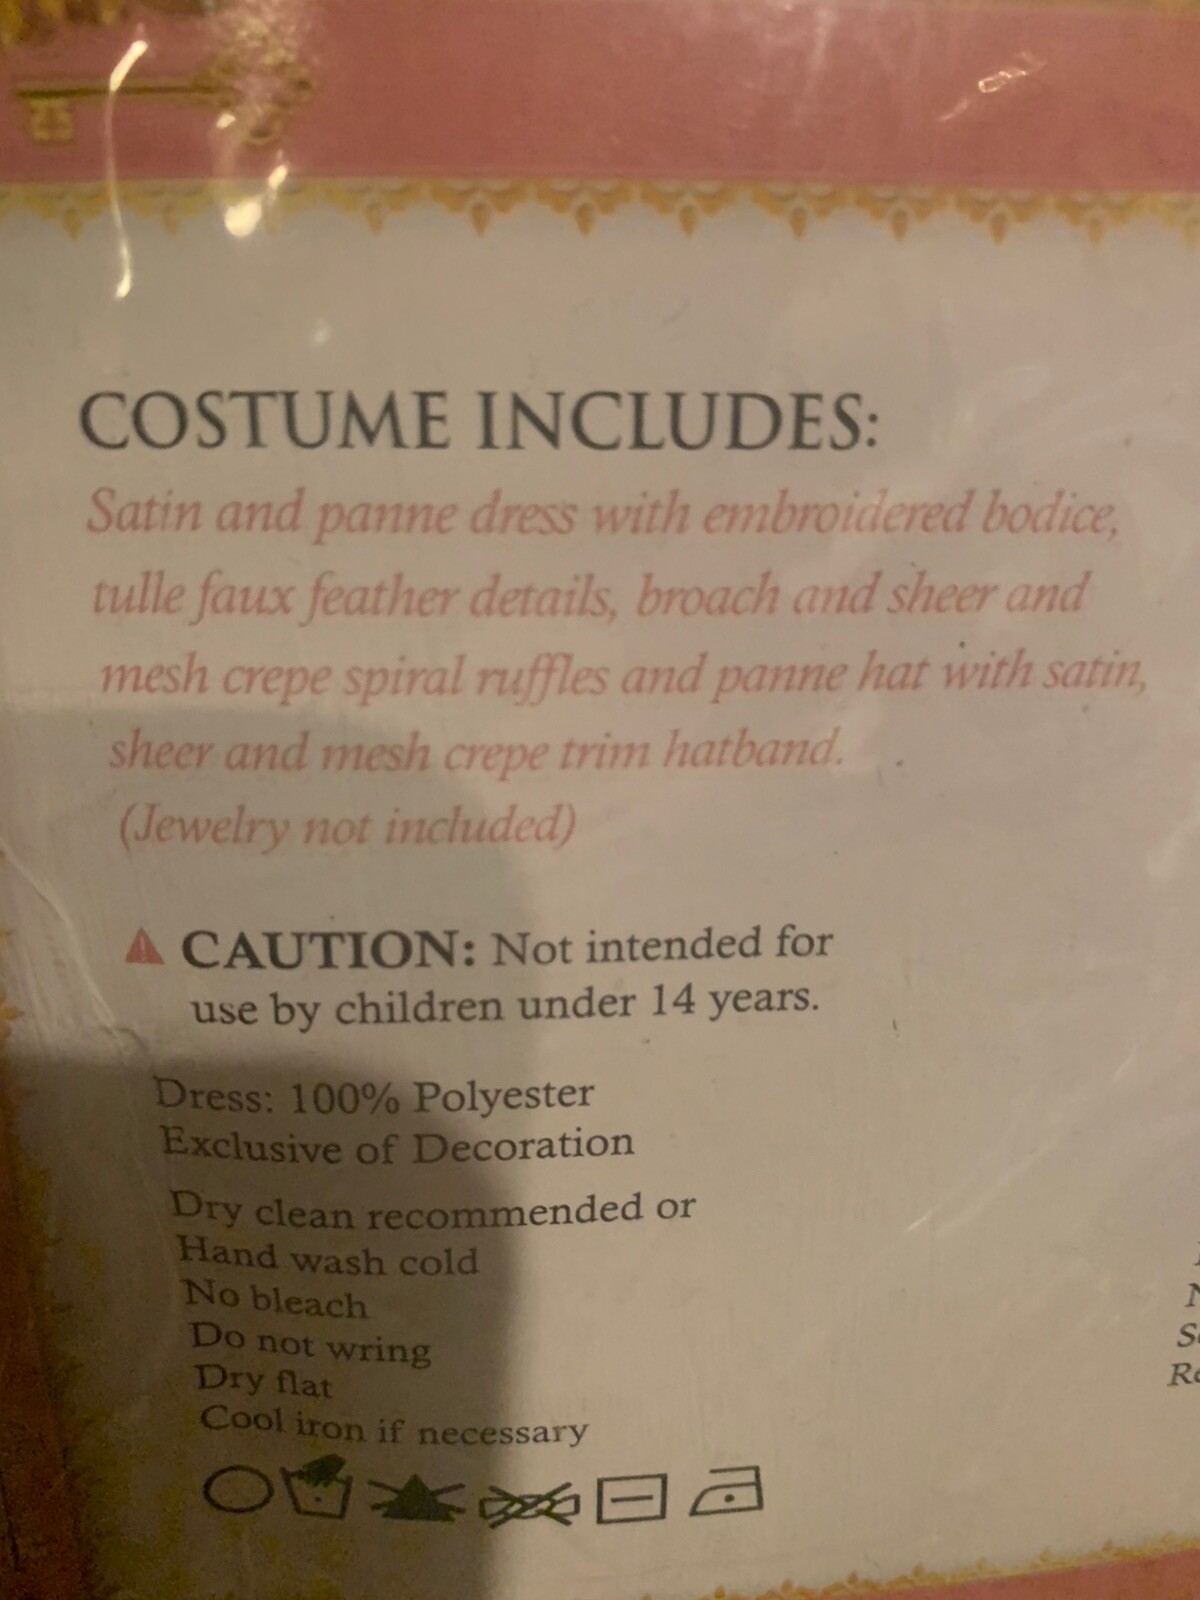 COSTUME INCLUDES:
Satin and panne dress with embroidered bodice,
tulle faux feather details, broach and sheer and
mesh crepe spiral ruffles and panne hat with satin,
sheer and mesh crepe trim hatband.
(Jewelry not included)
CAUTION: Not intended for
use by children under 14 years.
Dress: 100% Polyester
Exclusive of Decoration
Dry clean recommended or
Hand wash cold
No bleach
Do not wring
Dry flat
Cool iron if necessary